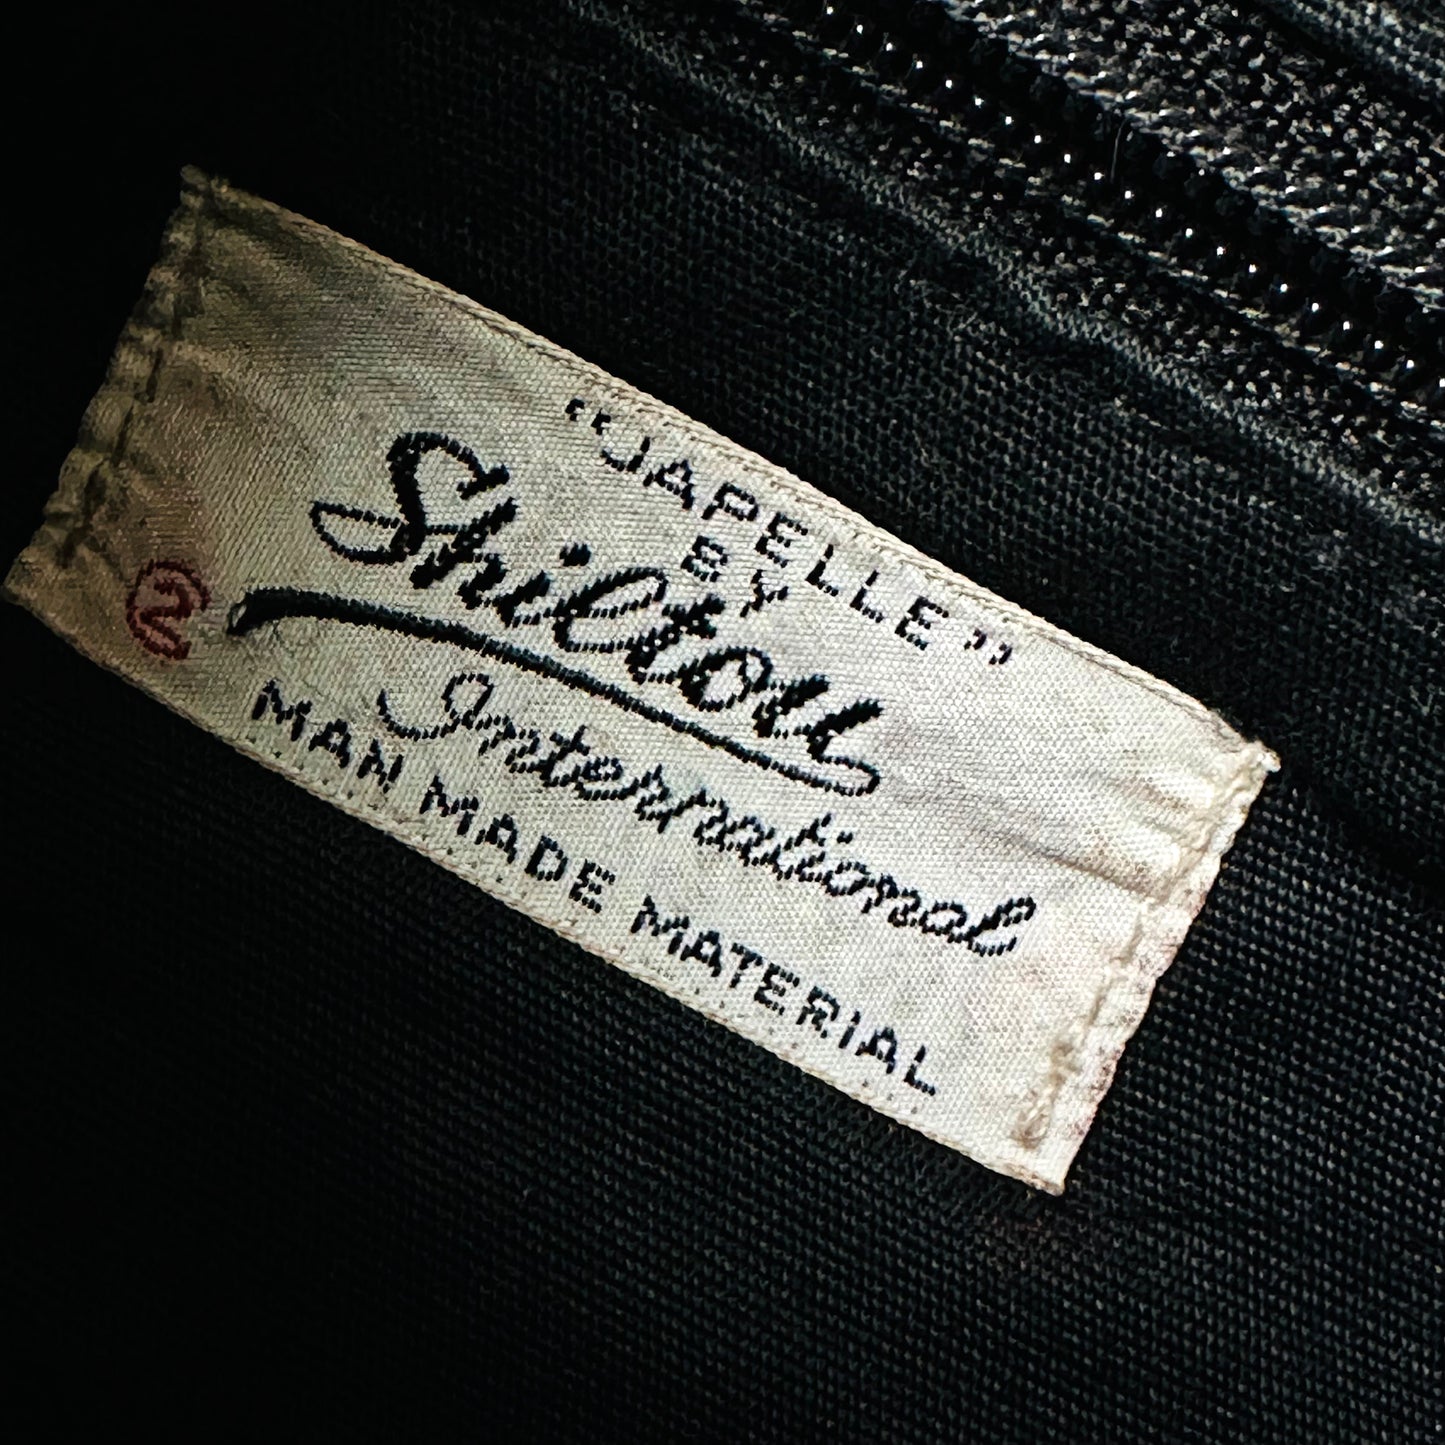 "JAPELLE"
BY
Shilton
International
MAN MADE MATERIAL
2